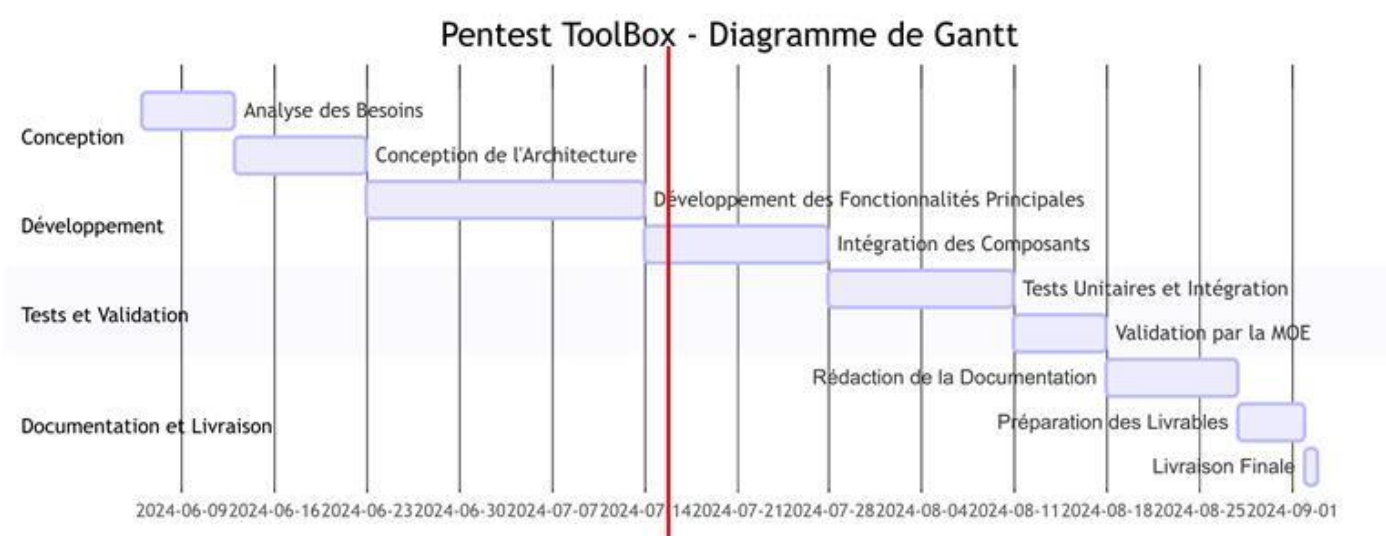 Pentest ToolBox - Diagramme de Gantt
Analyse des Besoins
Conception
Conception de l'Architecture
Développement des Fonctionnalités Principales
Développement
Intégration des Composants
Tests Unitaires et Intégration
Tests et Validation
Validation par la MOE
Rédaction de la Documentation
Préparation des Livrables
Documentation et Livraison
Livraison Finale
2024-06-09 2024-06-16 2024-06-23 2024-06-30 2024-07-07 2024-07-14 2024-07-21 2024-07-28 2024-08-04 2024-08-11 2024-08-18 2024-08-25 2024-09-01